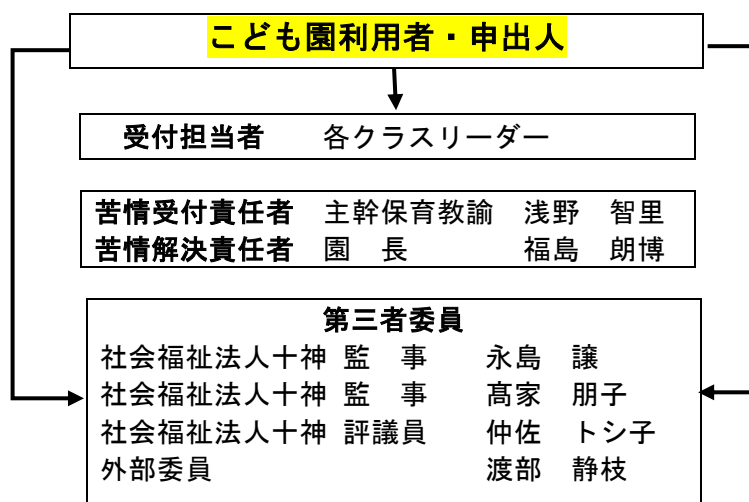 こども園利用者・申出人
受付担当者　　各クラスリーダー
苦情受付責任者　主幹保育教諭　浅野　智里
苦情解決責任者　園　長　　　　福島　朗博
第三者委員
社会福祉法人十神 監　事　　永島　譲
社会福祉法人十神 監　事　　髙家　朋子
社会福祉法人十神 評議員　　仲佐　トシ子
外部委員　　　　　　　　　渡部　静枝